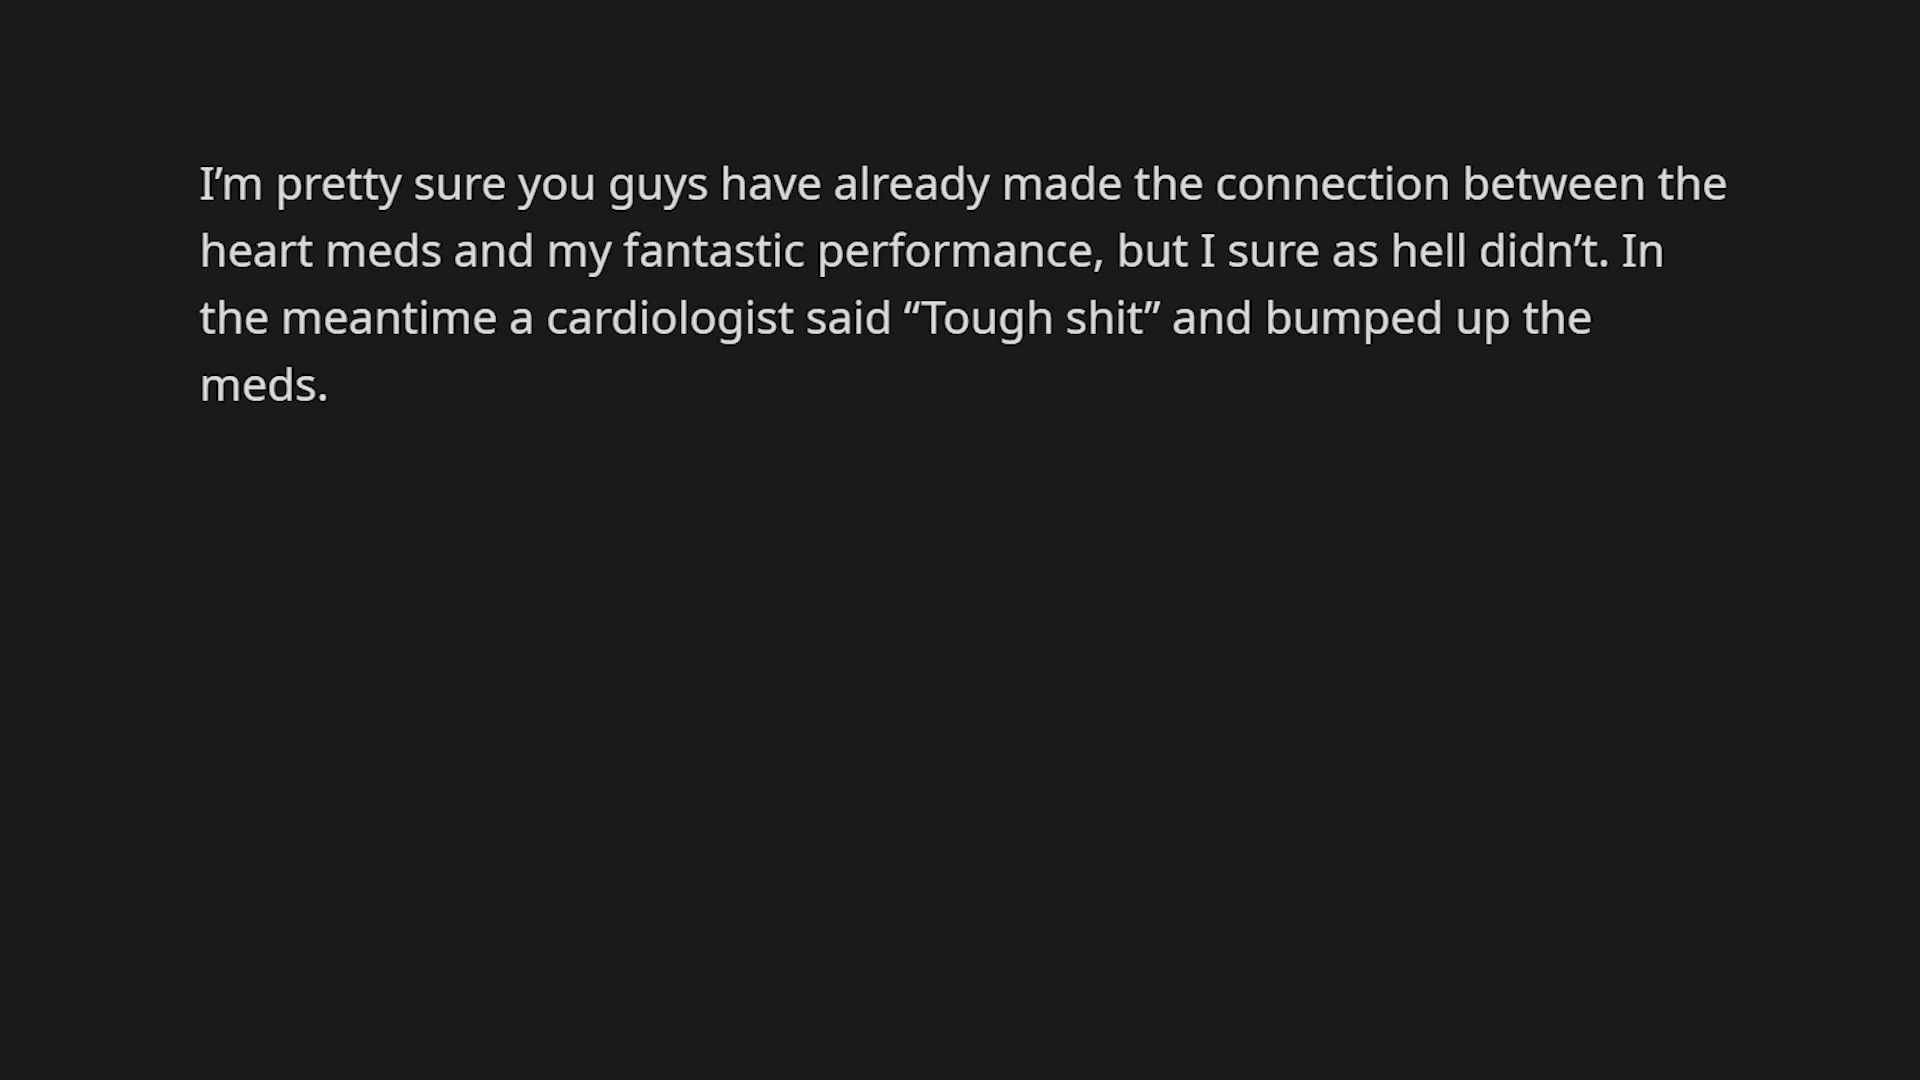 I’m pretty sure you guys have already made the connection between the
heart meds and my fantastic performance, but I sure as hell didn’t. In
the meantime a cardiologist said “Tough shit” and bumped up the
meds.